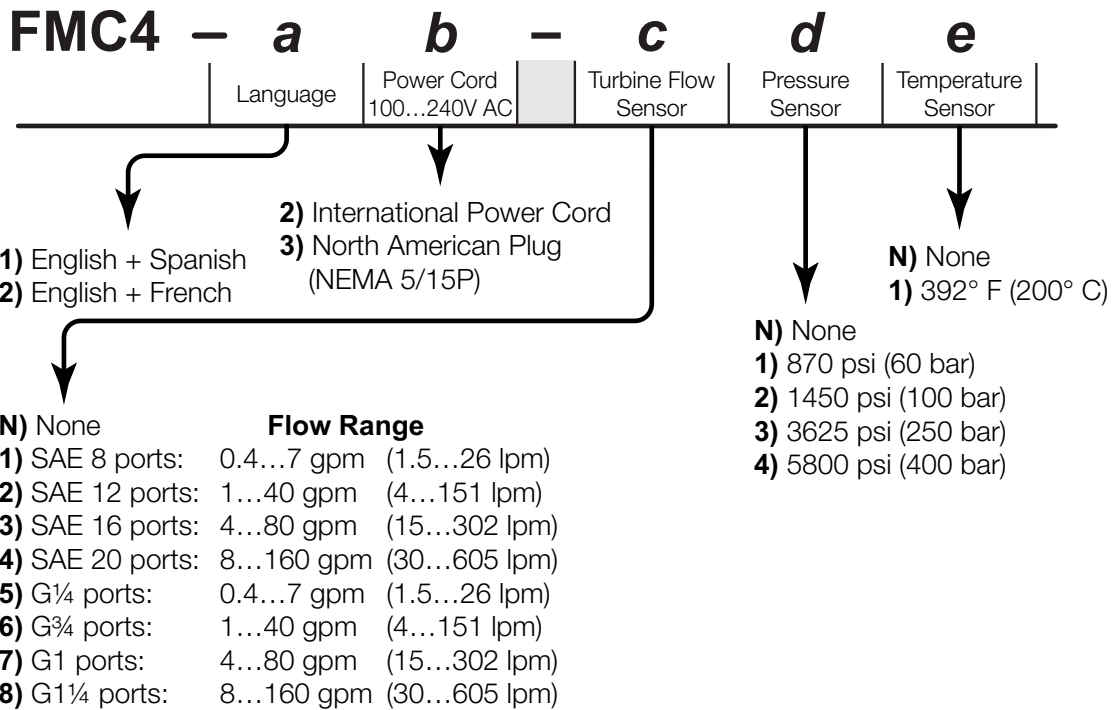 FMC4 – a b – c d e
Language
Power Cord
100…240V AC
Turbine Flow
Sensor
Pressure
Sensor
Temperature
Sensor
1) English + Spanish
2) English + French
2) International Power Cord
3) North American Plug
(NEMA 5/15P)
N) None
1) 392° F (200° C)
N) None
1) 870 psi (60 bar)
2) 1450 psi (100 bar)
3) 3625 psi (250 bar)
4) 5800 psi (400 bar)
N) None Flow Range
1) SAE 8 ports: 0.4…7 gpm (1.5…26 lpm)
2) SAE 12 ports: 1…40 gpm (4…151 lpm)
3) SAE 16 ports: 4…80 gpm (15…302 lpm)
4) SAE 20 ports: 8…160 gpm (30…605 lpm)
5) G¼ ports: 0.4…7 gpm (1.5…26 lpm)
6) G¾ ports: 1…40 gpm (4…151 lpm)
7) G1 ports: 4…80 gpm (15…302 lpm)
8) G1¼ ports: 8…160 gpm (30…605 lpm)